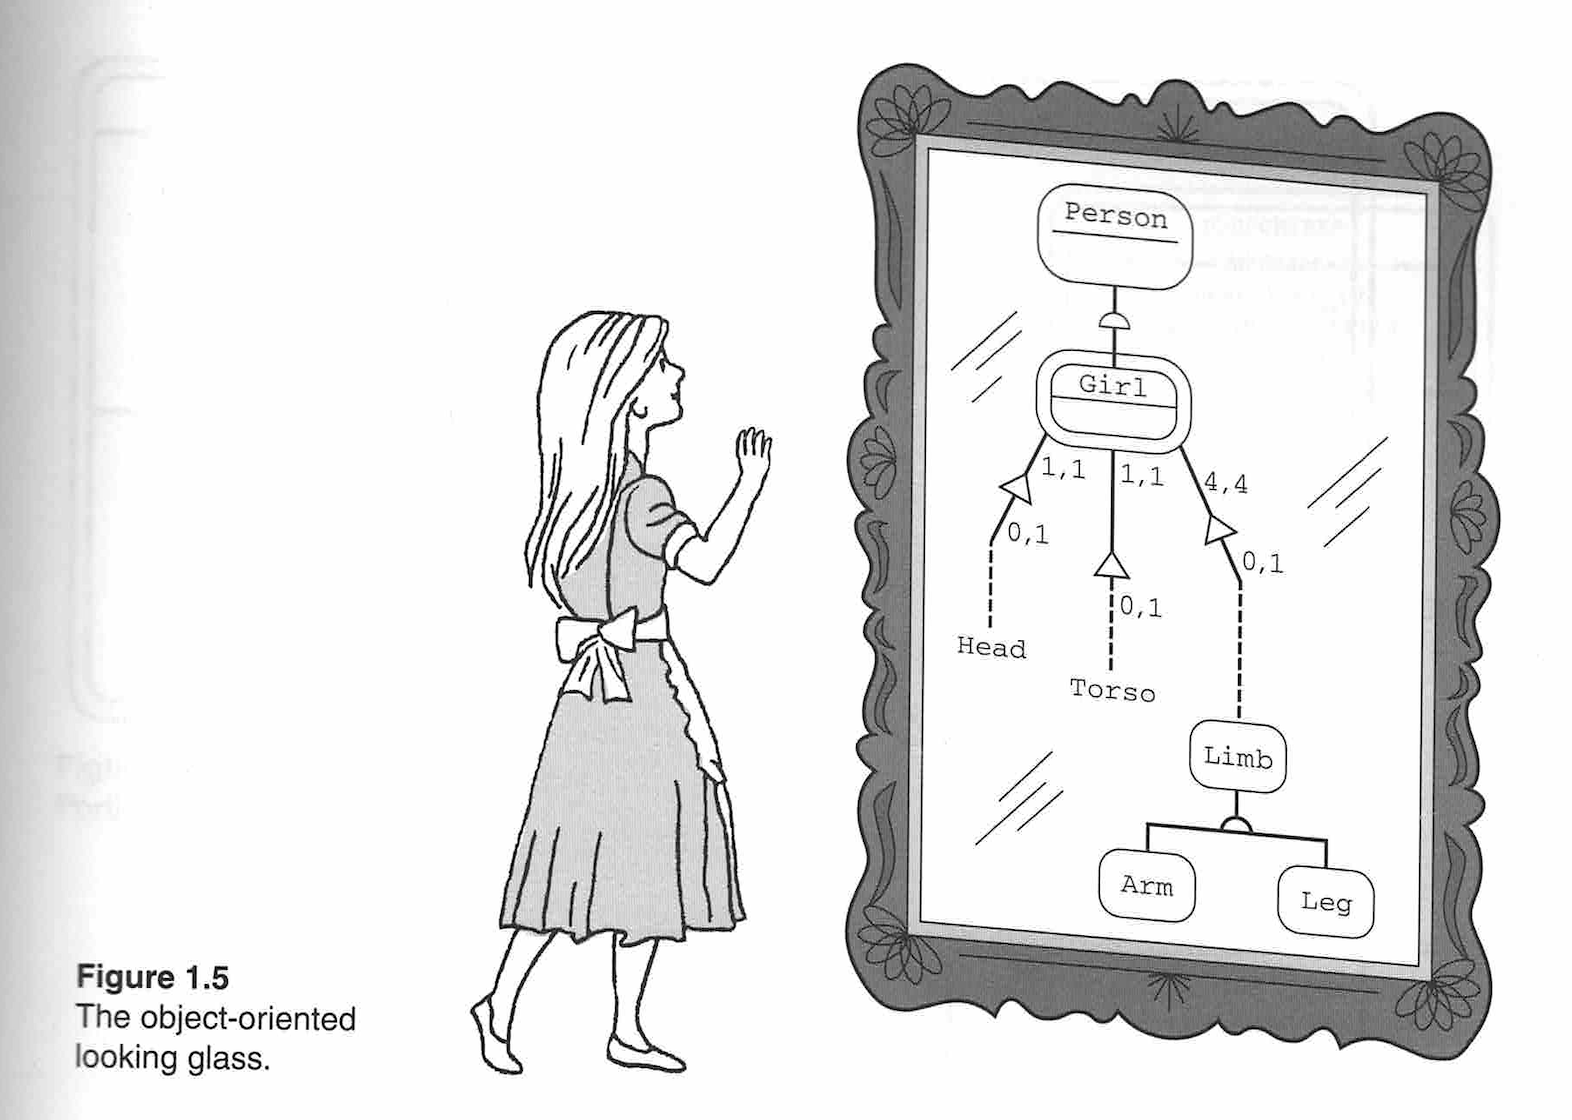 Person
Girl
1,1
1,1
4,4
0,1
0,1
0,1
Head
Torso
Limb
Arm
Leg
Figure 1.5
The object-oriented
looking glass.